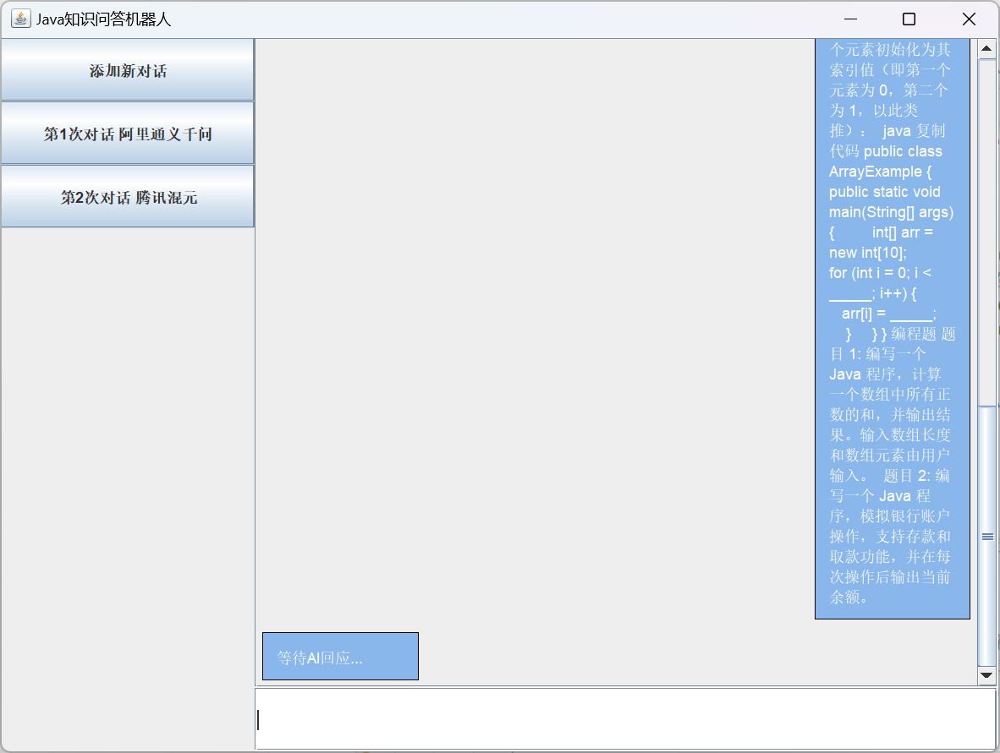 Java知识问答机器人
添加新对话
第1次对话 阿里通义千问
第2次对话 腾讯混元
个元素初始化为其
索引值（即第一个
元素为 0，第二个
为 1，以此类
推）： java 复制
代码 public class
ArrayExample {
public static void
main(String[] args)
{ int[] arr =
new int[10];
for (int i = 0; i <
_____; i++) {
arr[i] = _____;
} } } 编程题 题
目 1: 编写一个
Java 程序，计算
一个数组中所有正
数的和，并输出结
果。输入数组长度
和数组元素由用户
输入。 题目 2: 编
写一个 Java 程
序，模拟银行账户
操作，支持存款和
取款功能，并在每
次操作后输出当前
余额。
等待AI回应...